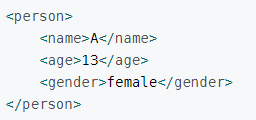 <person>
    <name>A</name>
    <age>13</age>
    <gender>female</gender>
</person>